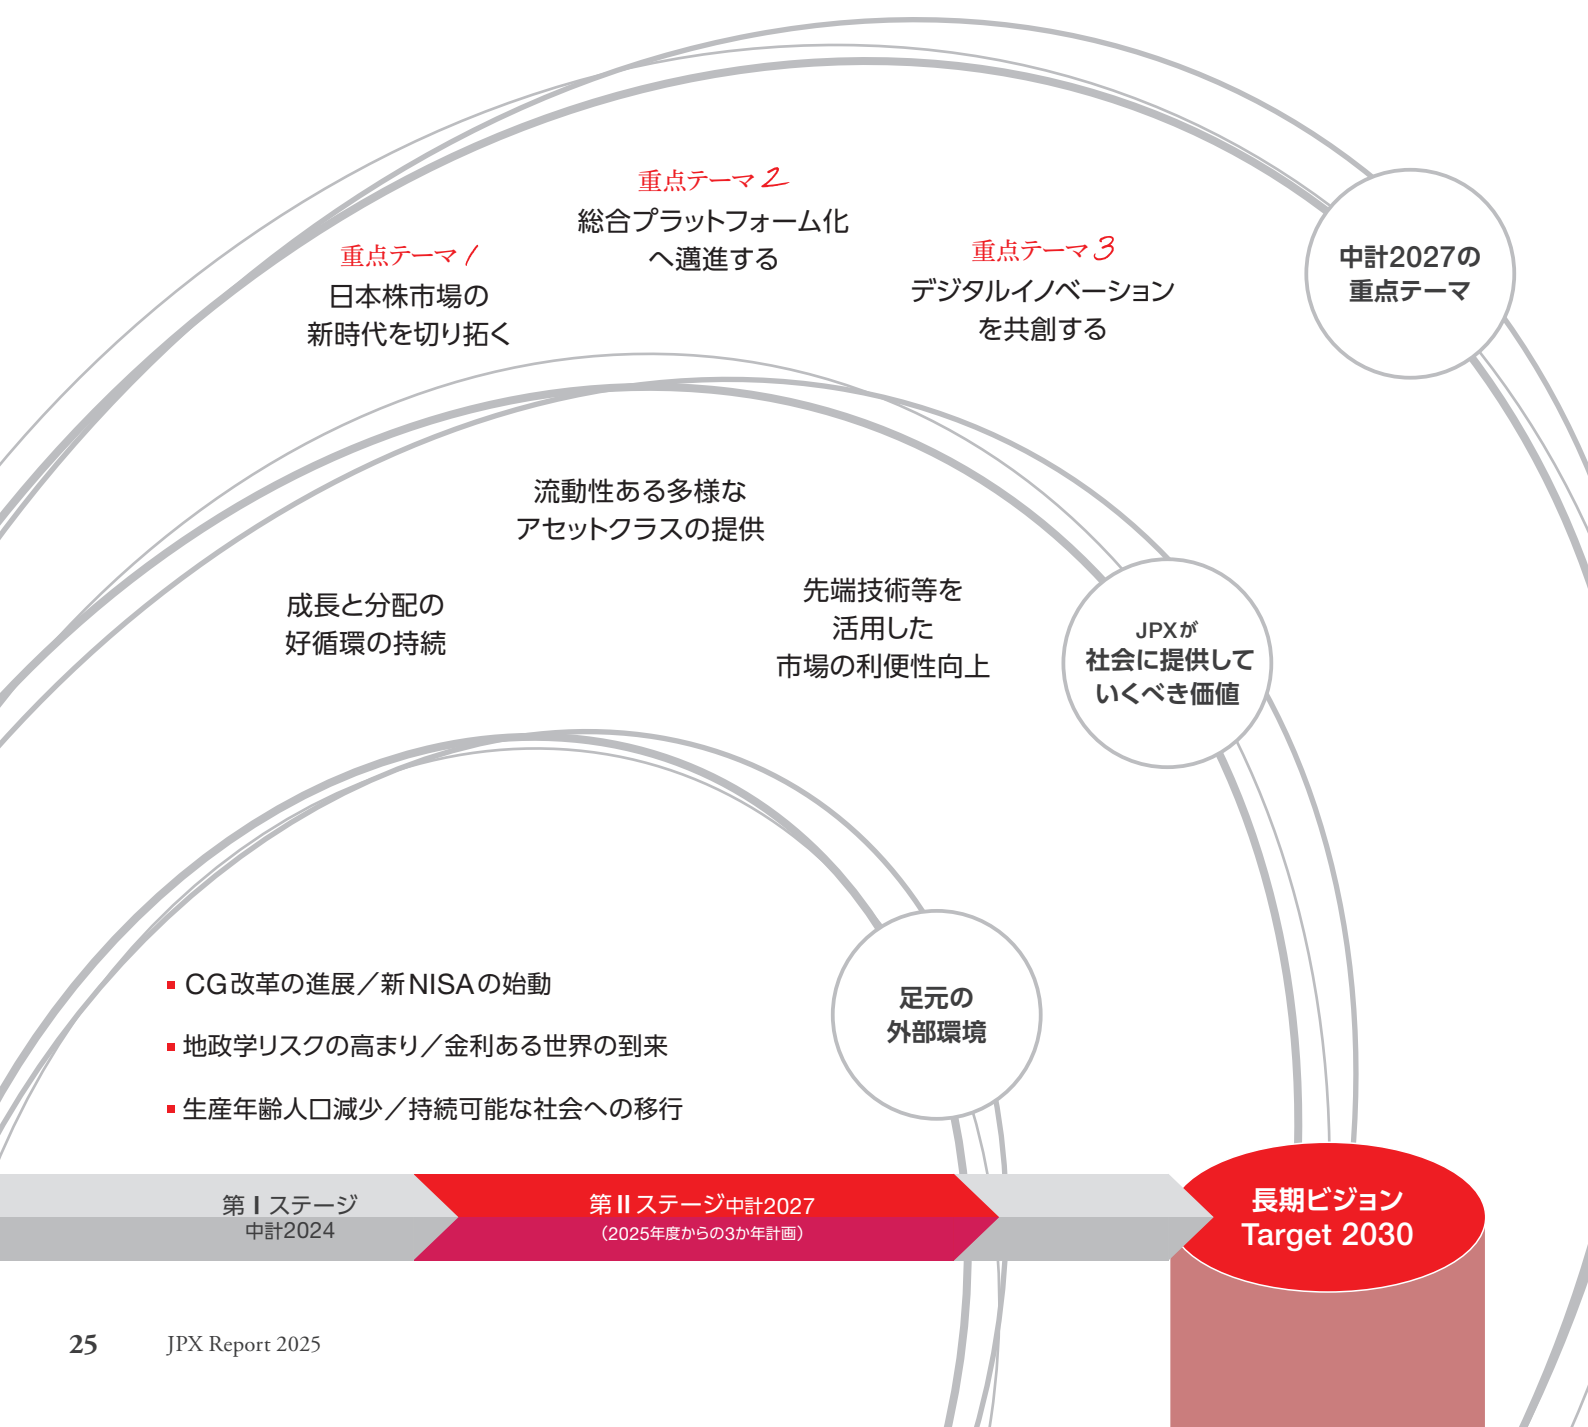 重点テーマ1
日本株市場の
新時代を切り拓く
重点テーマ2
総合プラットフォーム化
へ邁進する
重点テーマ3
デジタルイノベーション
を共創する
中計2027の
重点テーマ
成長と分配の
好循環の持続
流動性ある多様な
アセットクラスの提供
先端技術等を
活用した
市場の利便性向上
JPXが
社会に提供して
いくべき価値
CG改革の進展／新NISAの始動
地政学リスクの高まり／金利ある世界の到来
生産年齢人口減少／持続可能な社会への移行
足元の
外部環境
第Ⅰステージ
中計2024
第Ⅱステージ中計2027
（2025年度からの3か年計画）
長期ビジョン
Target 2030
25 JPX Report 2025